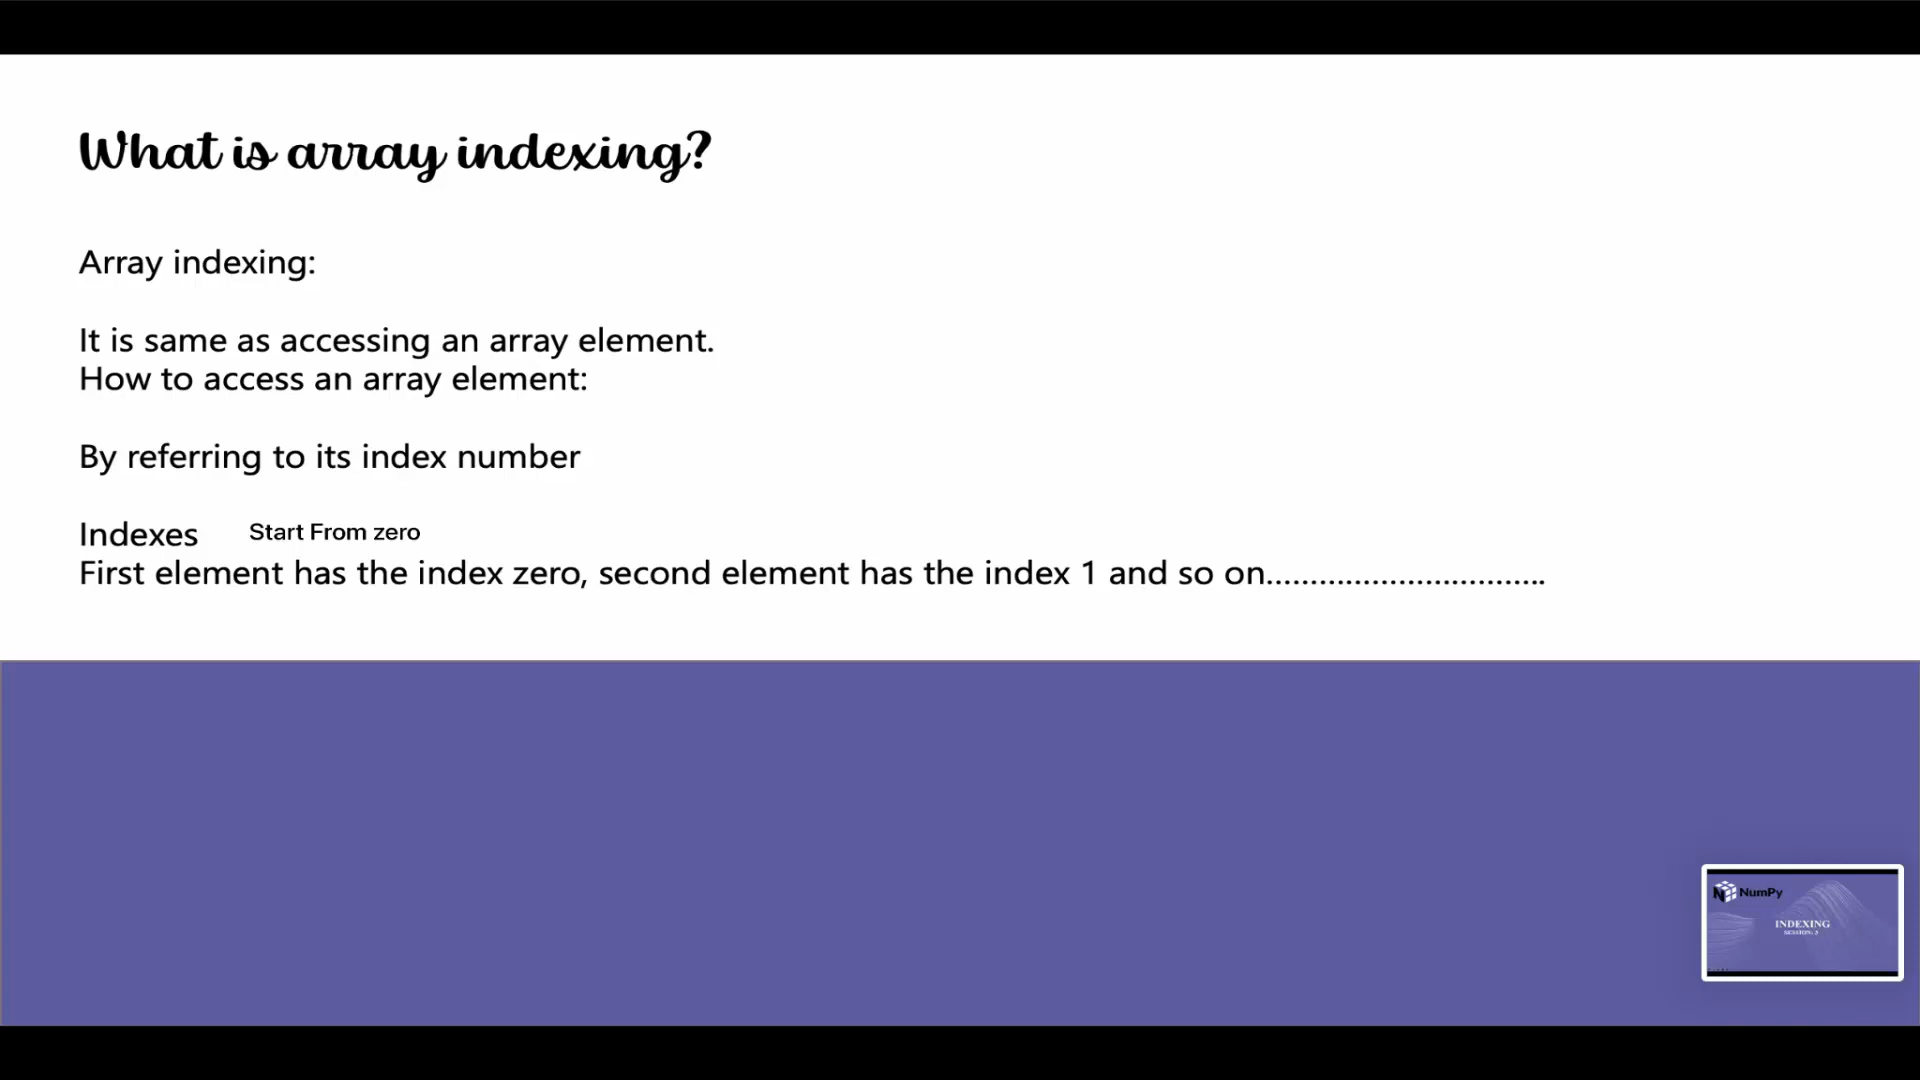 What is array indexing?
Array indexing:
It is same as accessing an array element.
How to access an array element:
By referring to its index number
Indexes Start From zero
First element has the index zero, second element has the index 1 and so on................................
NumPy
INDEXING
SESSION: 2